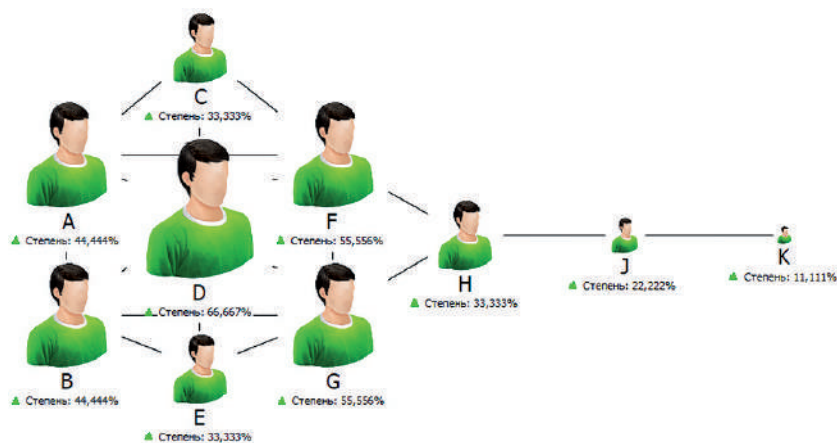 C
Степень: 33,333%
A
Степень: 44,444%
F
Степень: 55,556%
D
Степень: 66,667%
H
Степень: 33,333%
J
Степень: 22,222%
K
Степень: 11,111%
B
Степень: 44,444%
E
Степень: 33,333%
G
Степень: 55,556%